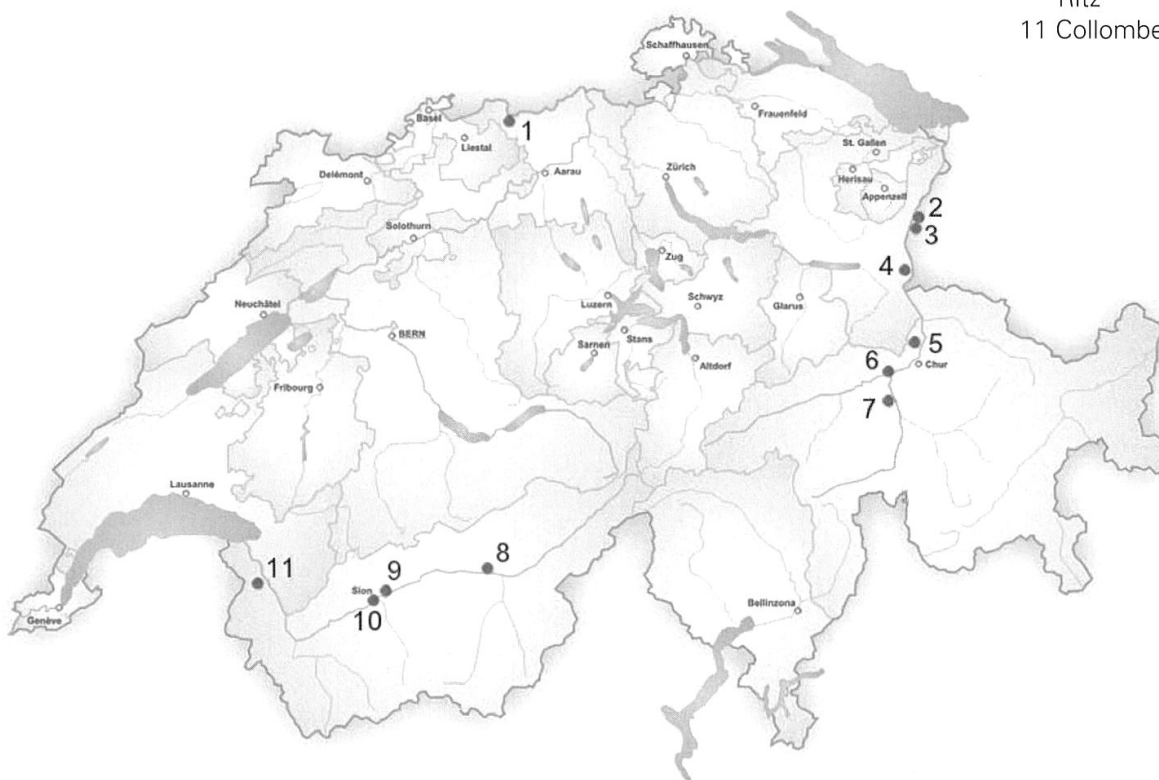 Ritz
11 Collombe
Schaffhausen
Basel
1
Frauenfeld
Liestal
St. Gallen
Delémont
Aarau
Zürich
Herisau
Appenzell
2
Solothurn
3
Zug
4
Neuchâtel
Luzern
Schwyz
Glarus
BERN
Stans
Sarnen
5
Altdorf
6
Chur
Fribourg
7
Lausanne
8
11
9
Sion
10
Bellinzona
Genève